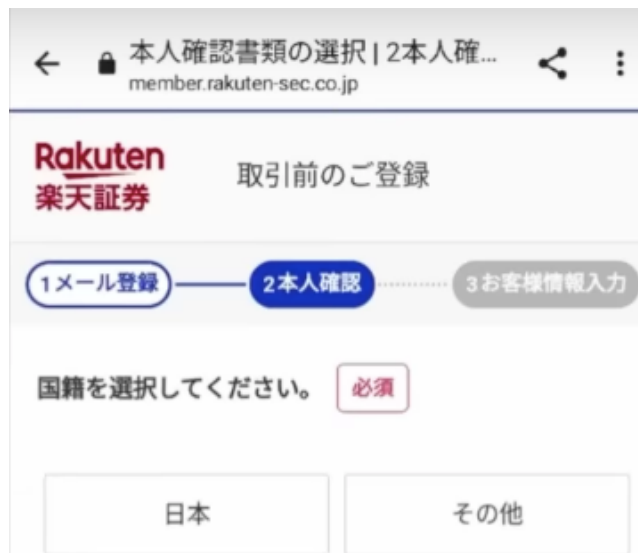 本人確認書類の選択 | 2本人確...
member.rakuten-sec.co.jp
Rakuten
楽天証券
取引前のご登録
1メール登録
2本人確認
3お客様情報入力
国籍を選択してください。 必須
日本 その他